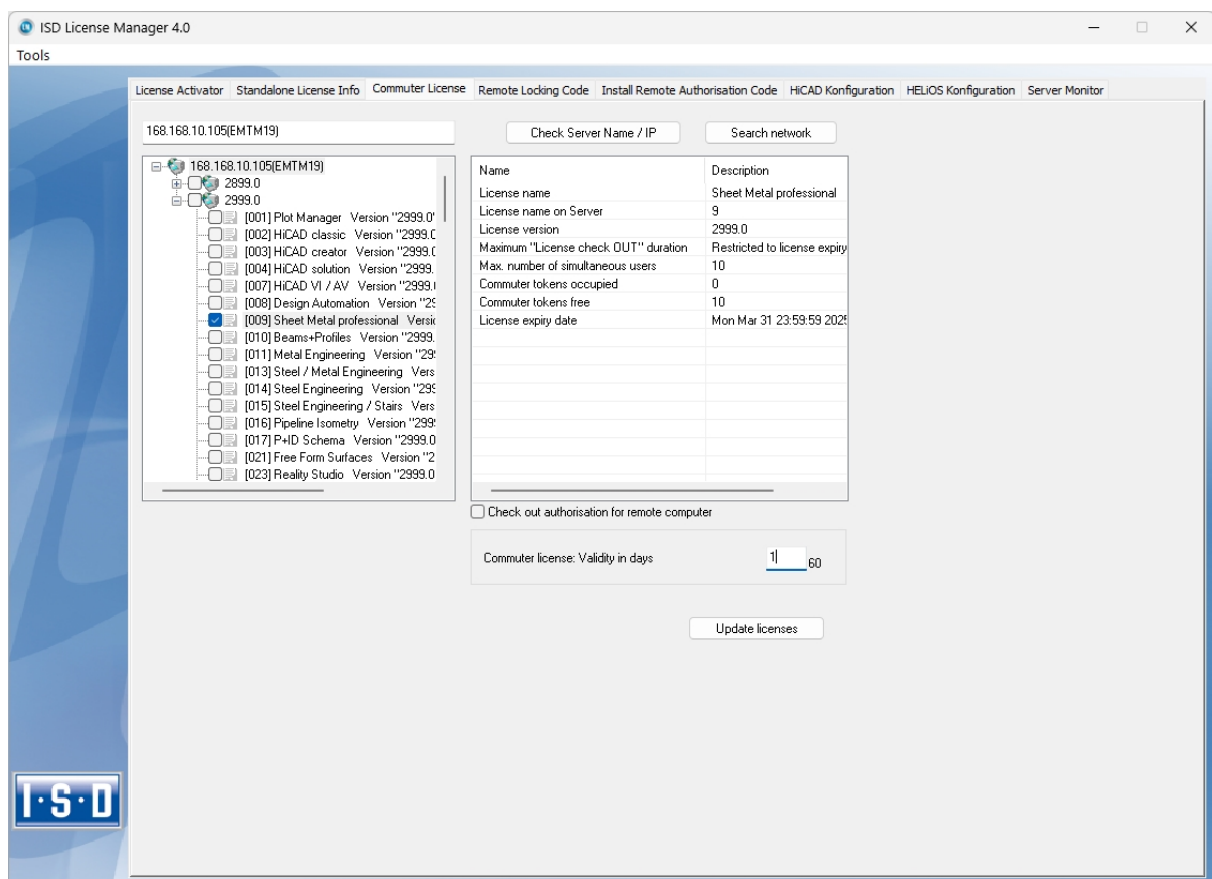 ISD License Manager 4.0
Tools
License Activator Standalone License Info Commuter License Remote Locking Code Install Remote Authorisation Code HiCAD Konfiguration HELiOS Konfiguration Server Monitor
168.168.10.105(EMTM19)
Check Server Name / IP
Search network
168.168.10.105(EMTM19)
2899.0
2999.0
[001] Plot Manager Version "2999.0"
[002] HiCAD classic Version "2999.0
[003] HiCAD creator Version "2999.0
[004] HiCAD solution Version "2999.
[007] HiCAD VI / AV Version "2999.
[008] Design Automation Version "29
[009] Sheet Metal professional Versio
[010] Beams+Profiles Version "2999.
[011] Metal Engineering Version "29
[013] Steel / Metal Engineering Vers
[014] Steel Engineering Version "299
[015] Steel Engineering / Stairs Vers
[016] Pipeline Isometry Version "299
[017] P+ID Schema Version "2999.0
[021] Free Form Surfaces Version "2
[023] Reality Studio Version "2999.0
Name Description
License name Sheet Metal professional
License name on Server 9
License version 2999.0
Maximum "License check OUT" duration Restricted to license expiry
Max. number of simultaneous users 10
Commuter tokens occupied 0
Commuter tokens free 10
License expiry date Mon Mar 31 23:59:59 2025
Check out authorisation for remote computer
Commuter license: Validity in days 1 60
Update licenses
I·S·D